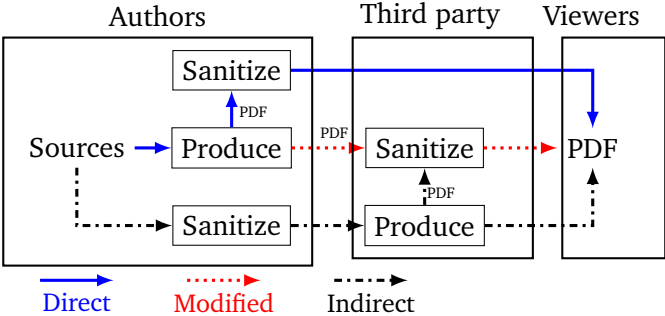 Authors
Third party
Viewers
Sanitize
PDF
Sources
Produce
PDF
Sanitize
PDF
PDF
Sanitize
Produce
Direct
Modified
Indirect